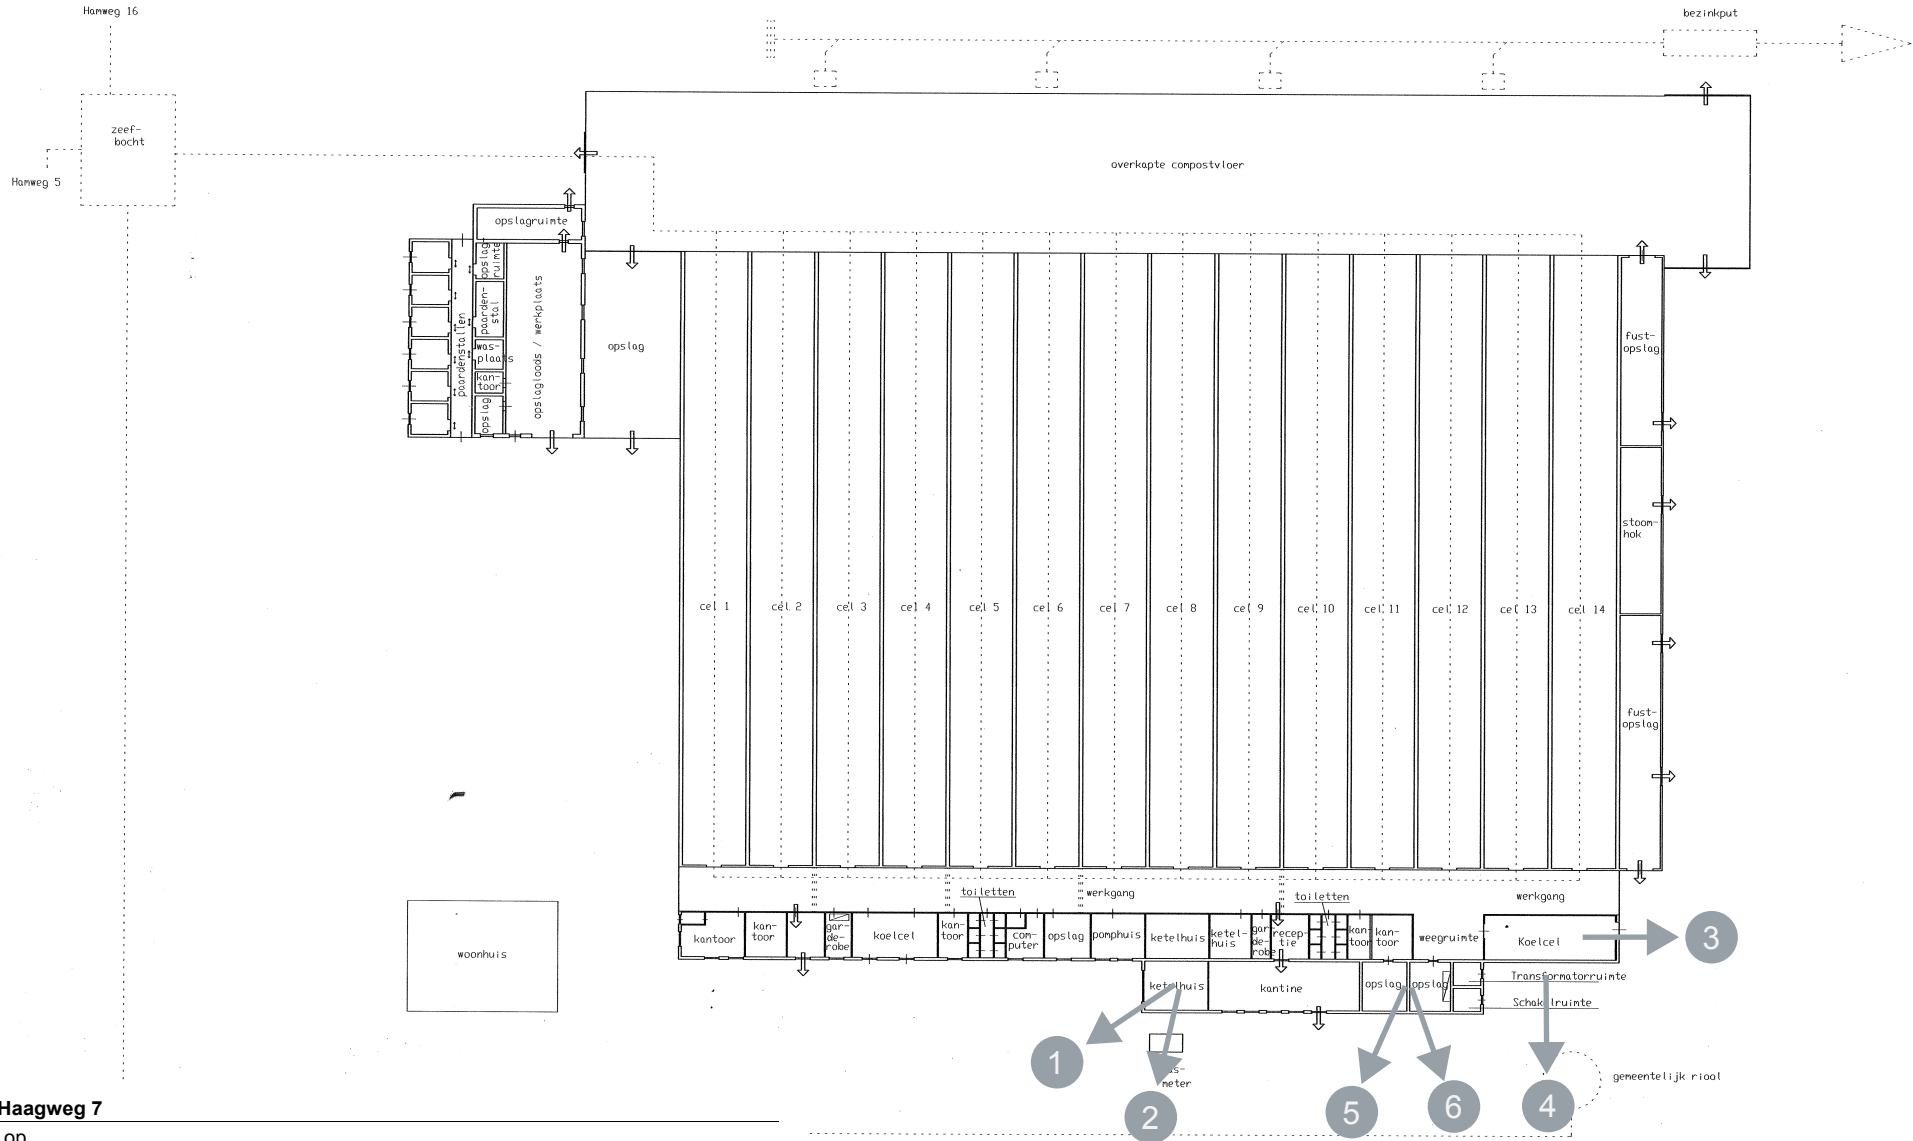 Hamweg 16
bezinkput
zeef-
bocht
Hamweg 5
overkapte compostvloer
opslagruimte
opslag
ruimte
paarden-
stal
was-
plaats
kan-
toor
opslag
paardenstallen
opslagloods / werkplaats
opslag
fust-
opslag
stoom-
hok
fust-
opslag
cel 1
cel 2
cel 3
cel 4
cel 5
cel 6
cel 7
cel 8
cel 9
cel 10
cel 11
cel 12
cel 13
cel 14
toiletten
werkgang
toiletten
werkgang
kantoor
kan-
toor
gar-
de-
robe
koelcel
kan-
toor
com-
puter
opslag
pomphuis
ketelhuis
ketel-
huis
gar-
de-
robe
recep-
tie
kan-
toor
kan-
toor
weegruimte
Koelcel
3
woonhuis
ketelhuis
kantine
opslag
opslag
Transformatorruimte
Schakelruimte
1
meter
2
5
6
4
gemeentelijk riool
Haagweg 7
op